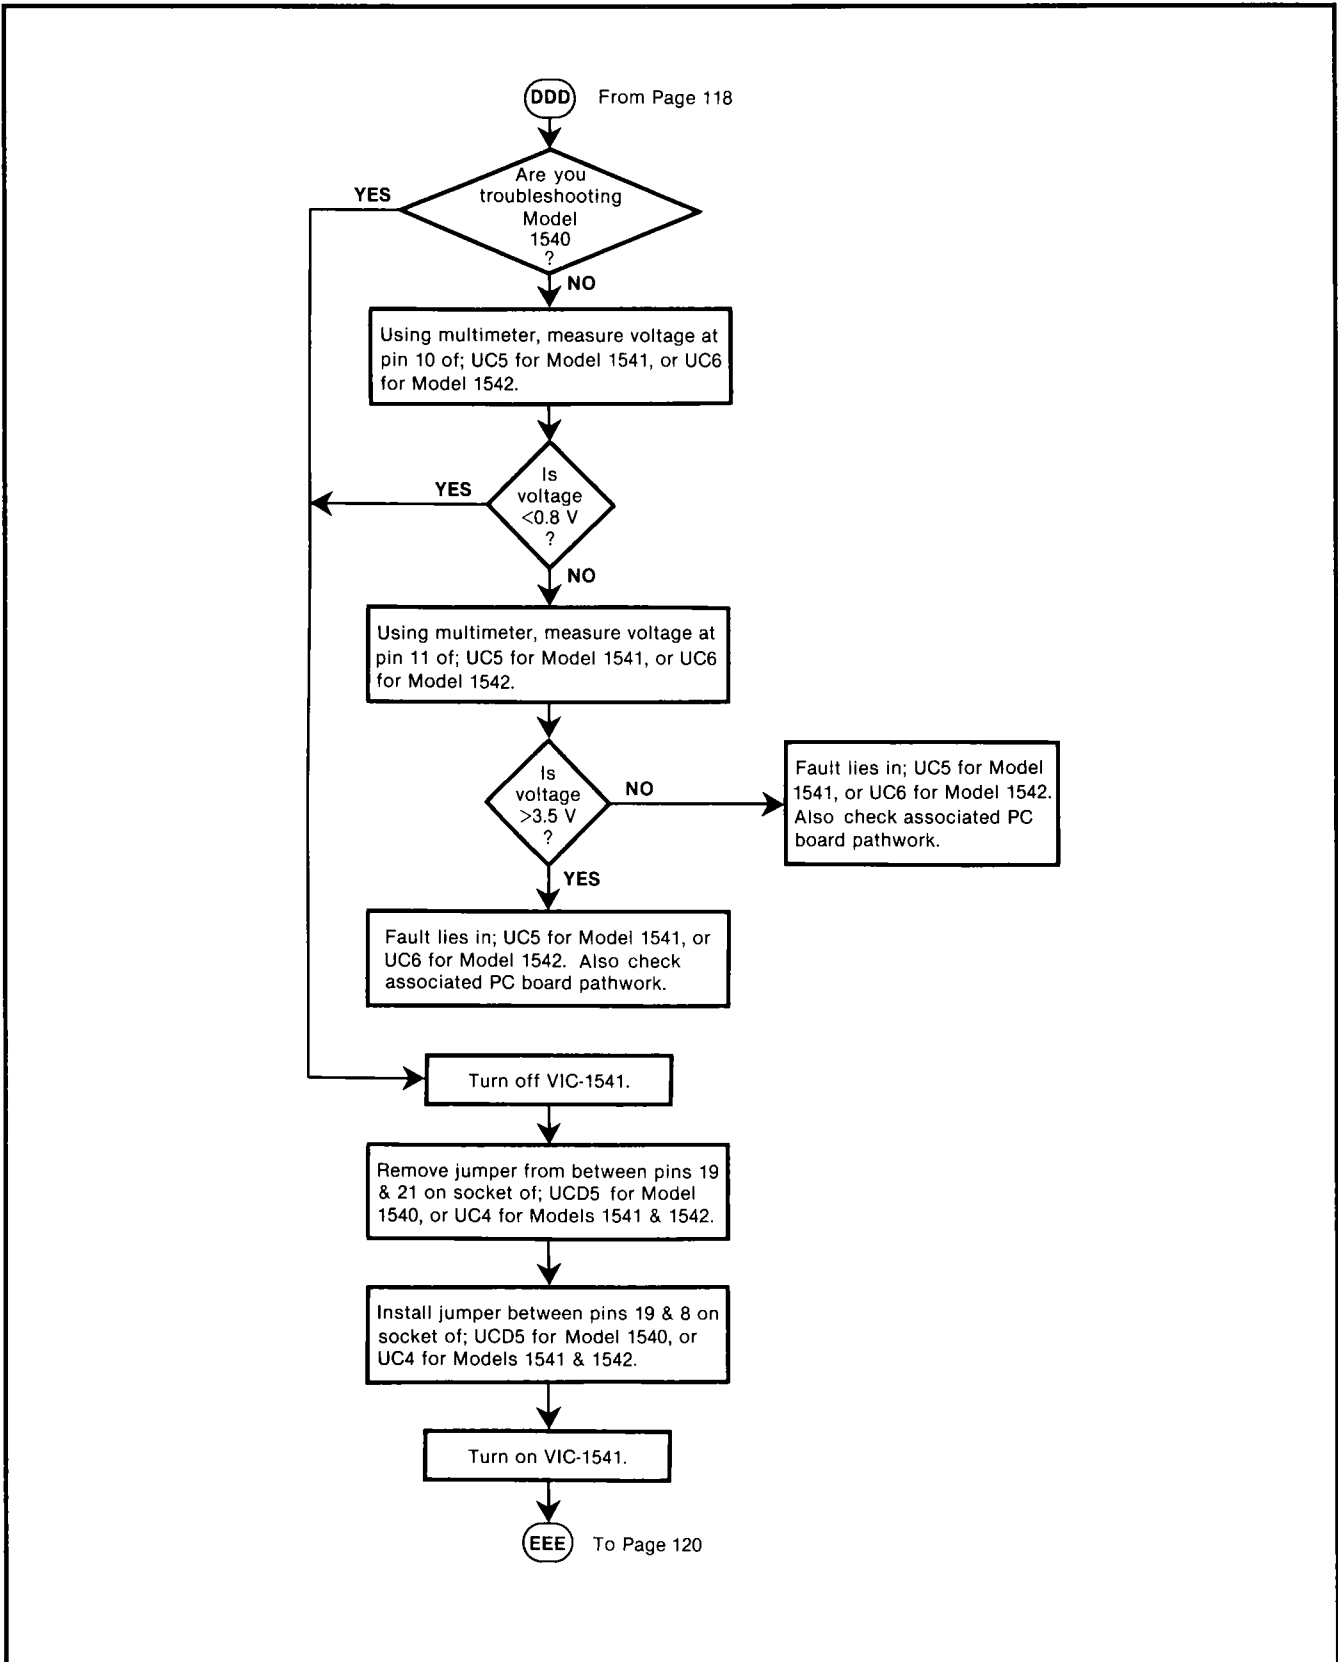 DDD From Page 118
Are you
troubleshooting
Model
1540
?
YES
NO
Using multimeter, measure voltage at
pin 10 of; UC5 for Model 1541, or UC6
for Model 1542.
Is
voltage
<0.8 V
?
YES
NO
Using multimeter, measure voltage at
pin 11 of; UC5 for Model 1541, or UC6
for Model 1542.
Is
voltage
>3.5 V
?
NO
Fault lies in; UC5 for Model
1541, or UC6 for Model 1542.
Also check associated PC
board pathwork.
YES
Fault lies in; UC5 for Model 1541, or
UC6 for Model 1542. Also check
associated PC board pathwork.
Turn off VIC-1541.
Remove jumper from between pins 19
& 21 on socket of; UCD5 for Model
1540, or UC4 for Models 1541 & 1542.
Install jumper between pins 19 & 8 on
socket of; UCD5 for Model 1540, or
UC4 for Models 1541 & 1542.
Turn on VIC-1541.
EEE To Page 120